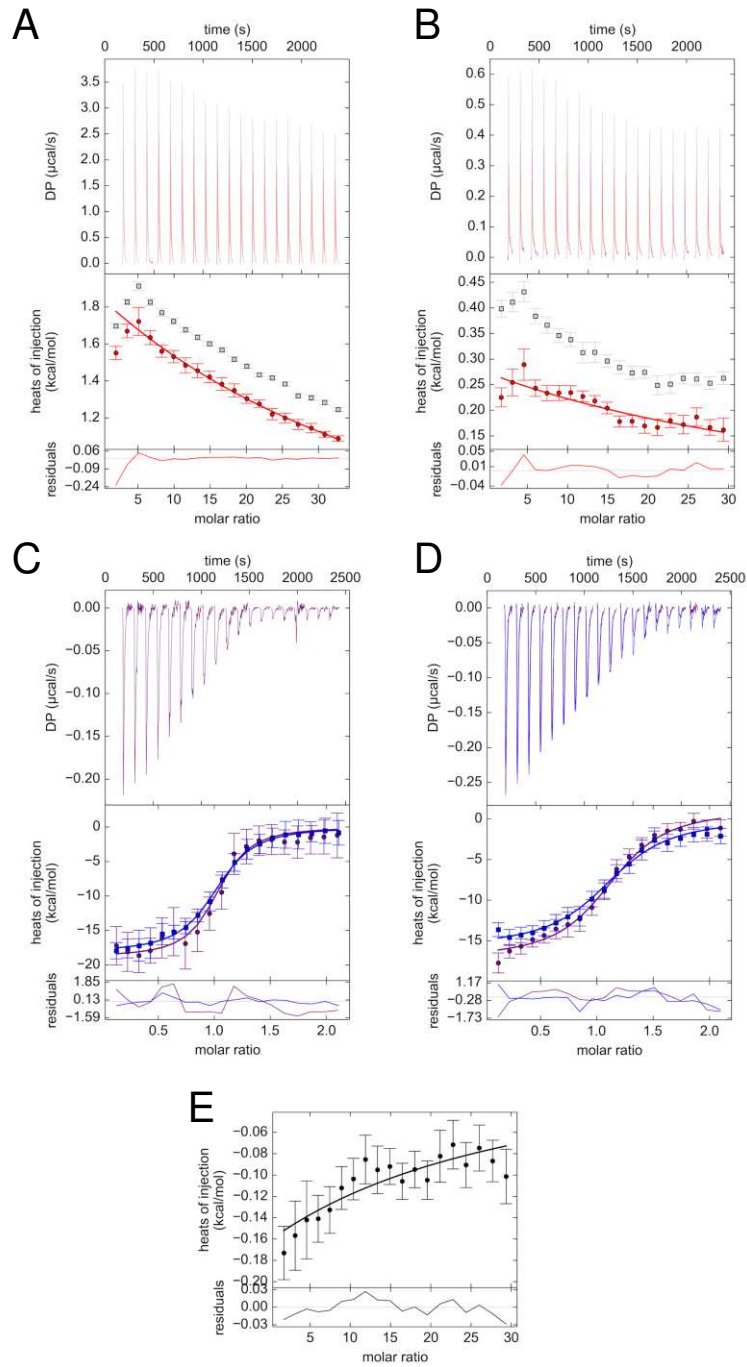 A
time (s)
0 500 1000 1500 2000
3.5
3.0
2.5
2.0
1.5
1.0
0.5
0.0
DP (µcal/s)
1.8
1.6
1.4
1.2
heats of injection
(kcal/mol)
0.06
−0.09
−0.24
residuals
5 10 15 20 25 30
molar ratio
B
time (s)
0 500 1000 1500 2000
0.6
0.5
0.4
0.3
0.2
0.1
0.0
DP (µcal/s)
0.45
0.40
0.35
0.30
0.25
0.20
0.15
heats of injection
(kcal/mol)
0.05
0.01
−0.04
residuals
0 5 10 15 20 25 30
molar ratio
C
time (s)
0 500 1000 1500 2000 2500
0.00
−0.05
−0.10
−0.15
−0.20
DP (µcal/s)
0
−5
−10
−15
−20
heats of injection
(kcal/mol)
1.85
0.13
−1.59
residuals
0.5 1.0 1.5 2.0
molar ratio
D
time (s)
0 500 1000 1500 2000 2500
0.00
−0.05
−0.10
−0.15
−0.20
−0.25
DP (µcal/s)
0
−5
−10
−15
heats of injection
(kcal/mol)
1.17
−0.28
−1.73
residuals
0.5 1.0 1.5 2.0
molar ratio
E
−0.06
−0.08
−0.10
−0.12
−0.14
−0.16
−0.18
−0.20
heats of injection
(kcal/mol)
0.03
0.00
−0.03
residuals
5 10 15 20 25 30
molar ratio